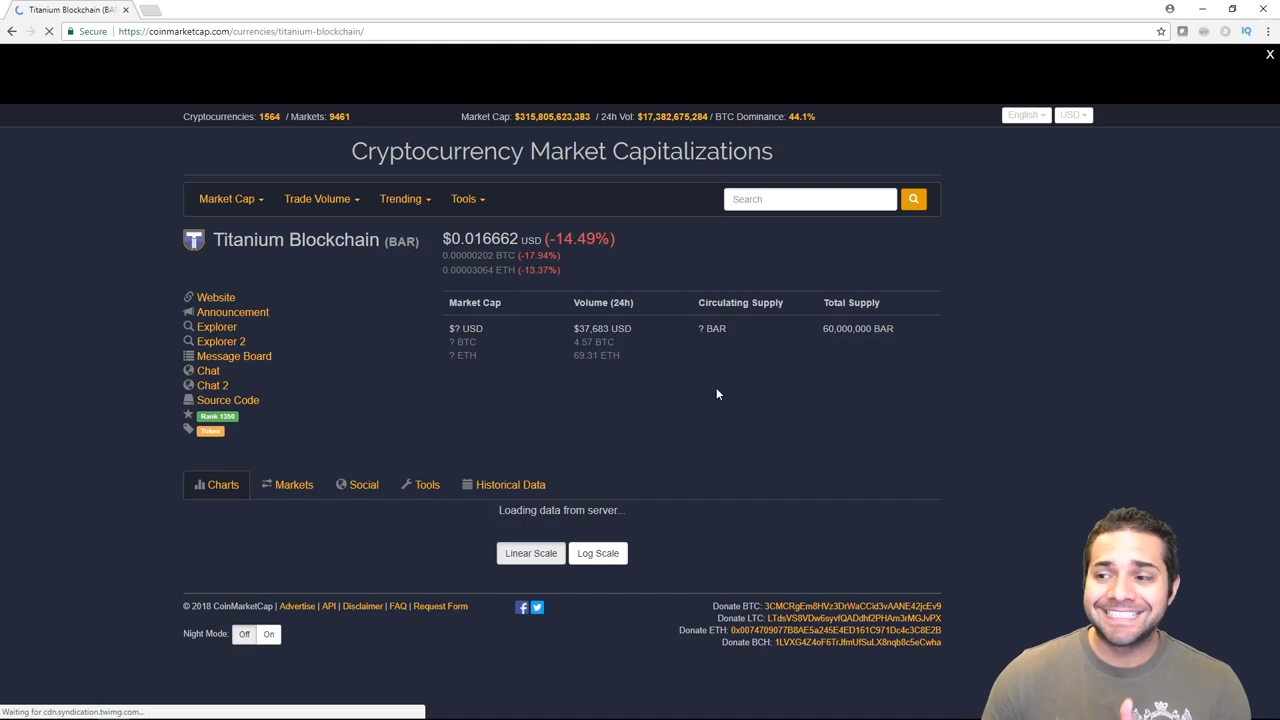 Titanium Blockchain (BAR)
Secure https://coinmarketcap.com/currencies/titanium-blockchain/
X
Cryptocurrencies: 1564 / Markets: 9461 Market Cap: $315,805,623,383 / 24h Vol: $17,382,675,284 / BTC Dominance: 44.1% English USD
Cryptocurrency Market Capitalizations
Market Cap Trade Volume Trending Tools Search
Titanium Blockchain (BAR) $0.016662 USD (-14.49%)
0.00000202 BTC (-17.94%)
0.00003064 ETH (-13.37%)
Website
Announcement
Explorer
Explorer 2
Message Board
Chat
Chat 2
Source Code
Rank 1350
Token
Market Cap Volume (24h) Circulating Supply Total Supply
$? USD $37,683 USD ? BAR 60,000,000 BAR
? BTC 4.57 BTC
? ETH 69.31 ETH
Charts Markets Social Tools Historical Data
Loading data from server...
Linear Scale Log Scale
© 2018 CoinMarketCap | Advertise | API | Disclaimer | FAQ | Request Form
Night Mode: Off On
Donate BTC: 3CMCRgEm8HVz3DrWaCCid3vAANE42jcEv9
Donate LTC: LTdsVS8VDw6syvfQADdhf2PHAm3rMGJvPX
Donate ETH: 0x0074709077B8AE5a245E4ED161C971Dc4c3C8E2B
Donate BCH: 1LVXG4Z4oF6TrJfmUfSuLX8nqb8c5eCwha
Waiting for cdn.syndication.twimg.com...